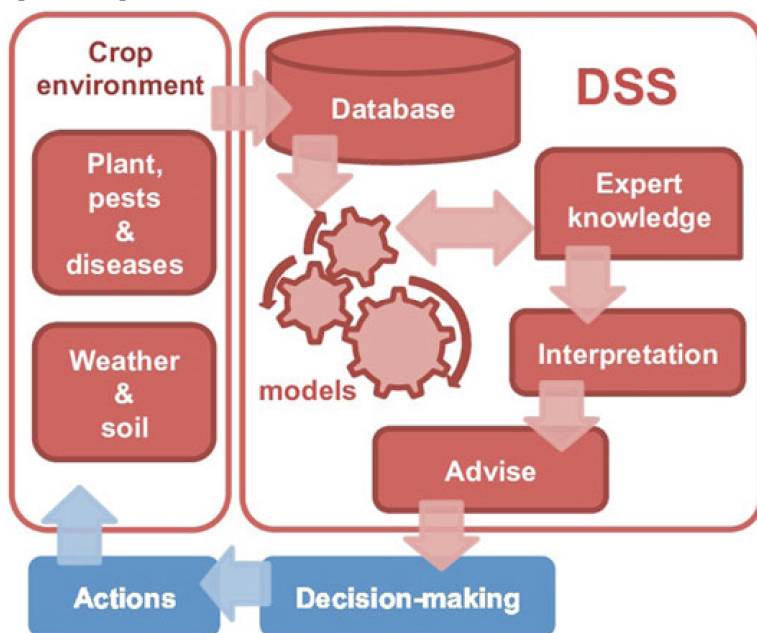 Crop
environment
Plant,
pests
&
diseases
Weather
&
soil
Database
DSS
Expert
knowledge
models
Interpretation
Advise
Actions
Decision-making